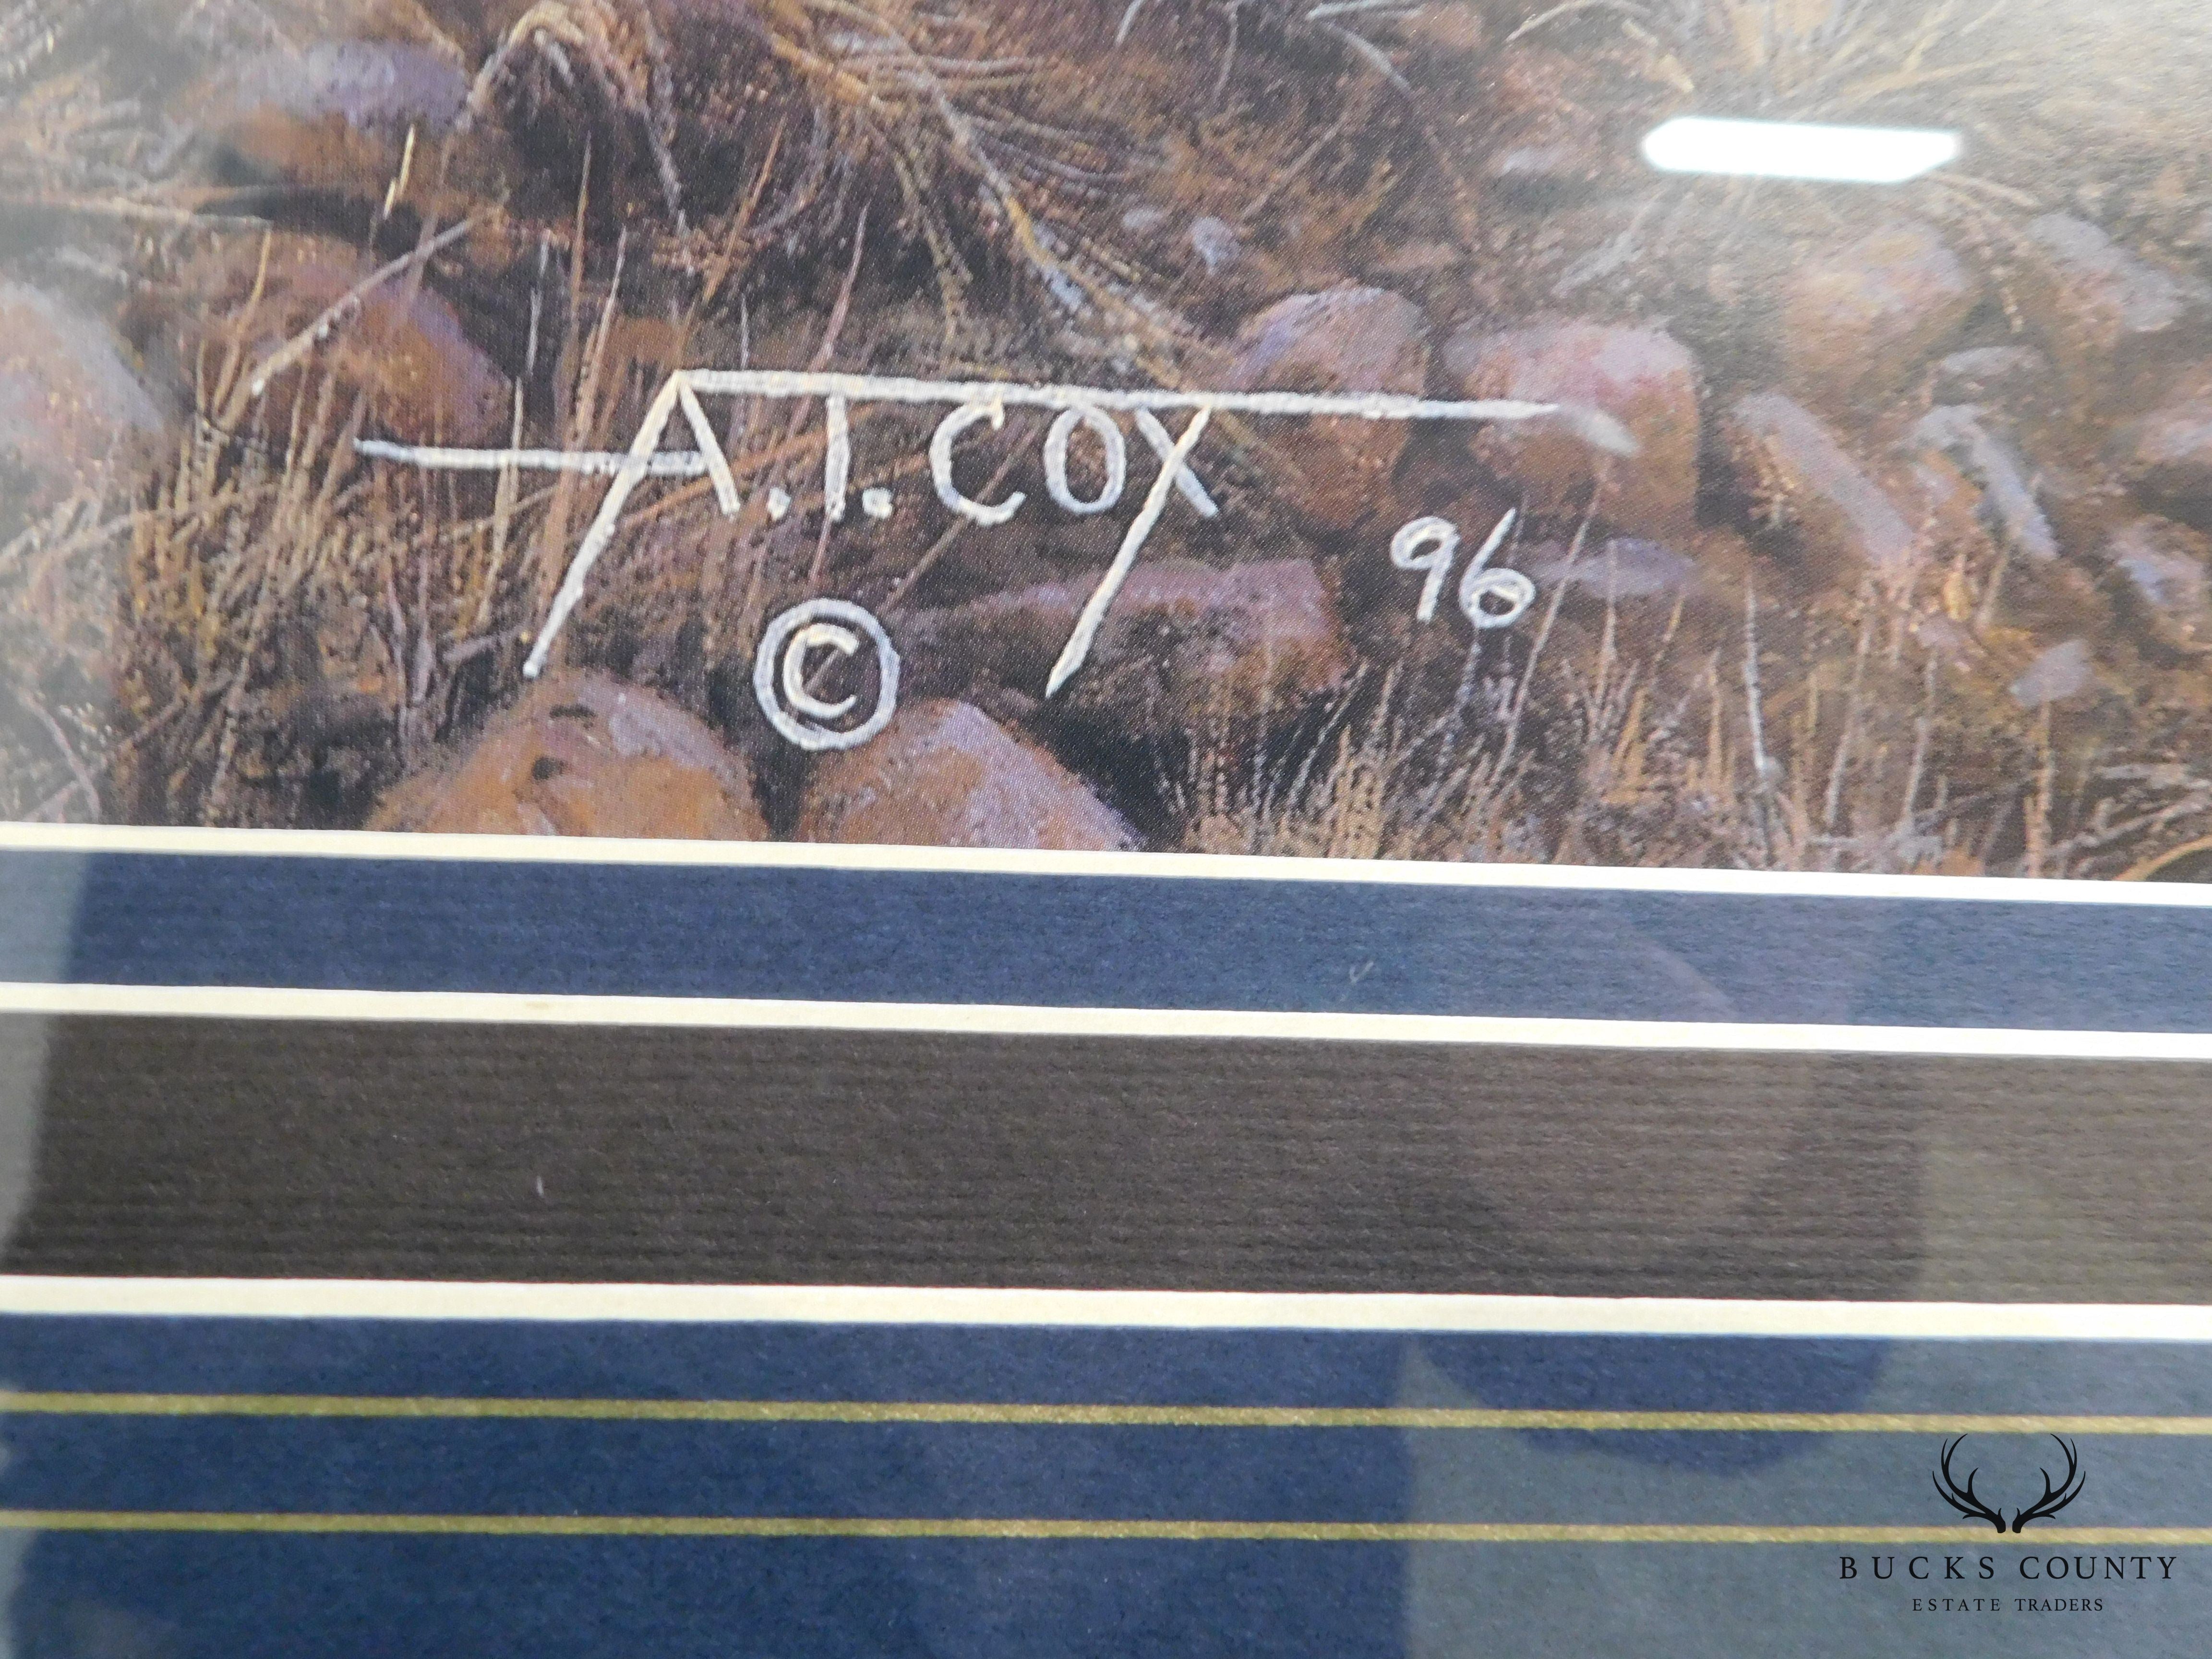 A.T.COX
96
©
BUCKS COUNTY
ESTATE TRADERS